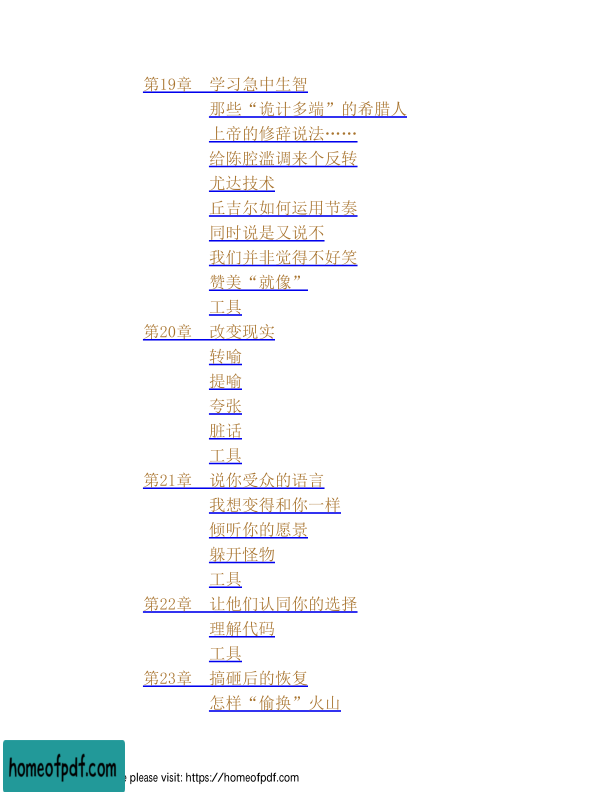 第19章　学习急中生智
那些“诡计多端”的希腊人
上帝的修辞说法……
给陈腔滥调来个反转
尤达技术
丘吉尔如何运用节奏
同时说是又说不
我们并非觉得不好笑
赞美“就像”
工具
第20章　改变现实
转喻
提喻
夸张
脏话
工具
第21章　说你受众的语言
我想变得和你一样
倾听你的愿景
躲开怪物
工具
第22章　让他们认同你的选择
理解代码
工具
第23章　搞砸后的恢复
怎样“偷换”火山
homeofpdf.com
please visit: https://homeofpdf.com